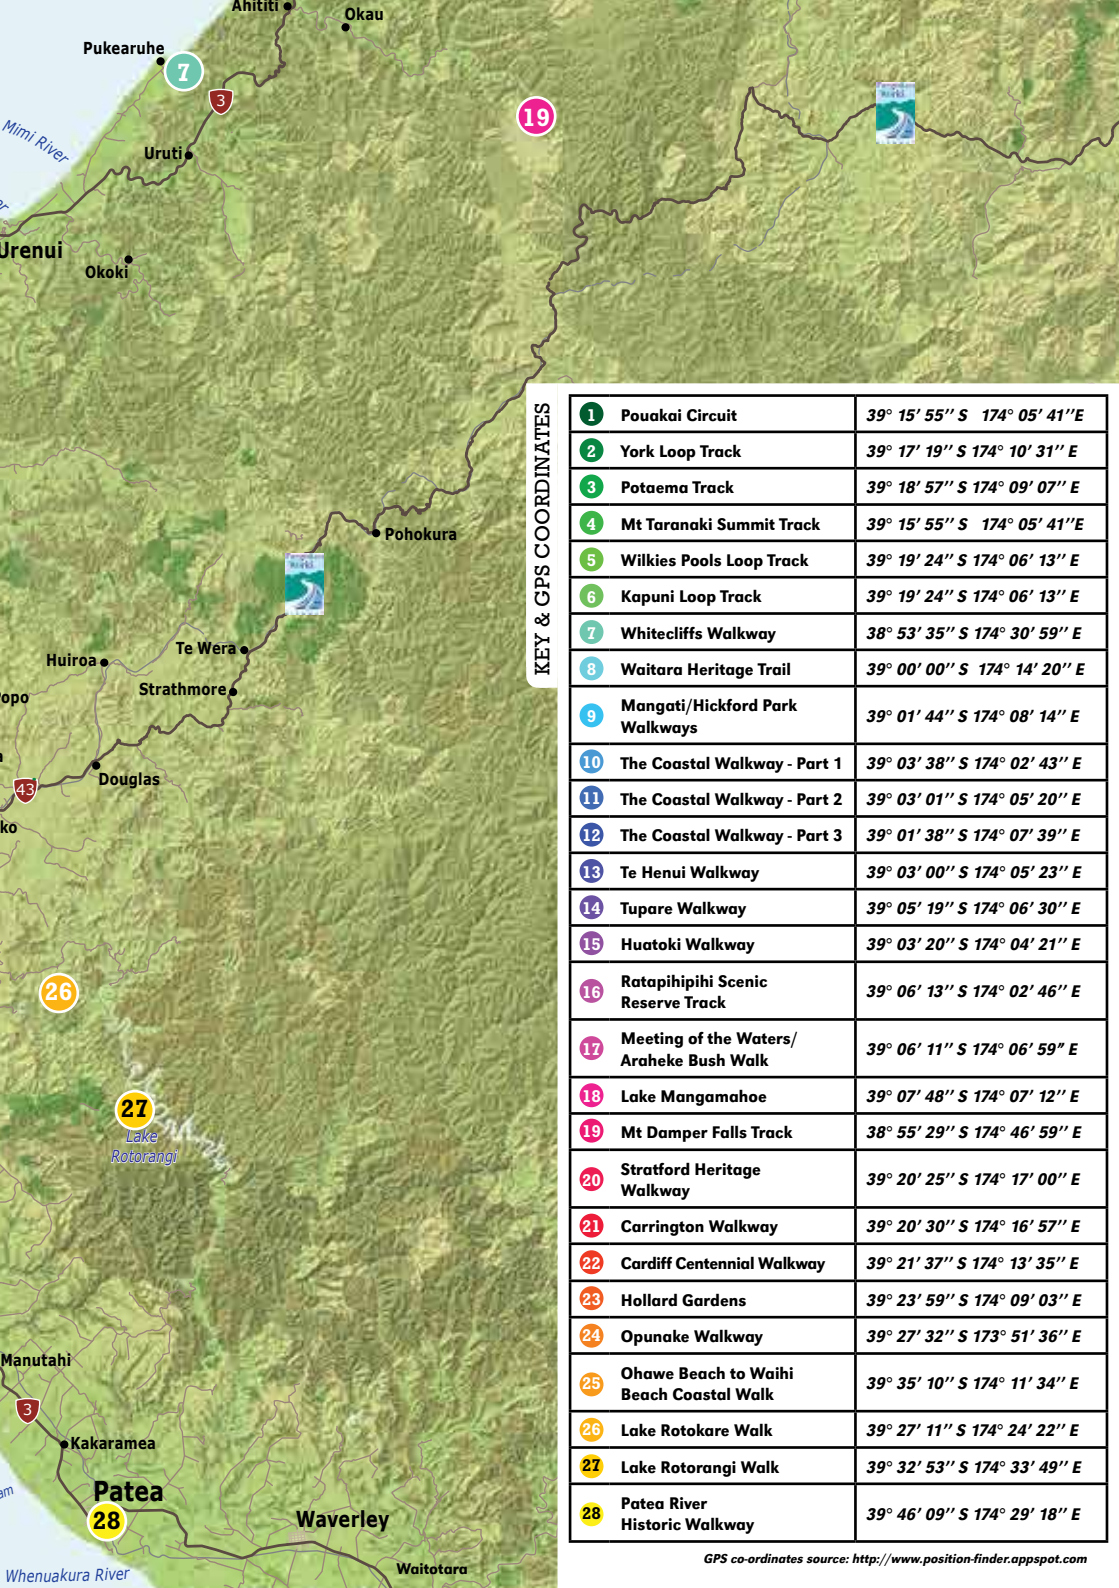 Ahititi
Okau
Pukearuhe
7
3
19
Mimi River
Uruti
Urenui
Okoki
Pohokura
Te Wera
Huiroa
Strathmore
opo
Douglas
43
ko
26
27
Lake
Rotorangi
Manutahi
3
Kakaramea
Patea
28
Waverley
Waitotara
Whenuakura River
KEY & GPS COORDINATES
1 Pouakai Circuit 39° 15’ 55’’ S 174° 05’ 41’’E
2 York Loop Track 39° 17’ 19’’ S 174° 10’ 31’’ E
3 Potaema Track 39° 18’ 57’’ S 174° 09’ 07’’ E
4 Mt Taranaki Summit Track 39° 15’ 55’’ S 174° 05’ 41’’E
5 Wilkies Pools Loop Track 39° 19’ 24’’ S 174° 06’ 13’’ E
6 Kapuni Loop Track 39° 19’ 24’’ S 174° 06’ 13’’ E
7 Whitecliffs Walkway 38° 53’ 35’’ S 174° 30’ 59’’ E
8 Waitara Heritage Trail 39° 00’ 00’’ S 174° 14’ 20’’ E
9 Mangati/Hickford Park
Walkways 39° 01’ 44’’ S 174° 08’ 14’’ E
10 The Coastal Walkway - Part 1 39° 03’ 38’’ S 174° 02’ 43’’ E
11 The Coastal Walkway - Part 2 39° 03’ 01’’ S 174° 05’ 20’’ E
12 The Coastal Walkway - Part 3 39° 01’ 38’’ S 174° 07’ 39’’ E
13 Te Henui Walkway 39° 03’ 00’’ S 174° 05’ 23’’ E
14 Tupare Walkway 39° 05’ 19’’ S 174° 06’ 30’’ E
15 Huatoki Walkway 39° 03’ 20’’ S 174° 04’ 21’’ E
16 Ratapihipihi Scenic
Reserve Track 39° 06’ 13’’ S 174° 02’ 46’’ E
17 Meeting of the Waters/
Araheke Bush Walk 39° 06’ 11’’ S 174° 06’ 59” E
18 Lake Mangamahoe 39° 07’ 48’’ S 174° 07’ 12’’ E
19 Mt Damper Falls Track 38° 55’ 29’’ S 174° 46’ 59’’ E
20 Stratford Heritage
Walkway 39° 20’ 25’’ S 174° 17’ 00’’ E
21 Carrington Walkway 39° 20’ 30’’ S 174° 16’ 57’’ E
22 Cardiff Centennial Walkway 39° 21’ 37’’ S 174° 13’ 35’’ E
23 Hollard Gardens 39° 23’ 59’’ S 174° 09’ 03’’ E
24 Opunake Walkway 39° 27’ 32’’ S 173° 51’ 36’’ E
25 Ohawe Beach to Waihi
Beach Coastal Walk 39° 35’ 10’’ S 174° 11’ 34’’ E
26 Lake Rotokare Walk 39° 27’ 11’’ S 174° 24’ 22’’ E
27 Lake Rotorangi Walk 39° 32’ 53’’ S 174° 33’ 49’’ E
28 Patea River
Historic Walkway 39° 46’ 09’’ S 174° 29’ 18’’ E
GPS co-ordinates source: http://www.position-finder.appspot.com